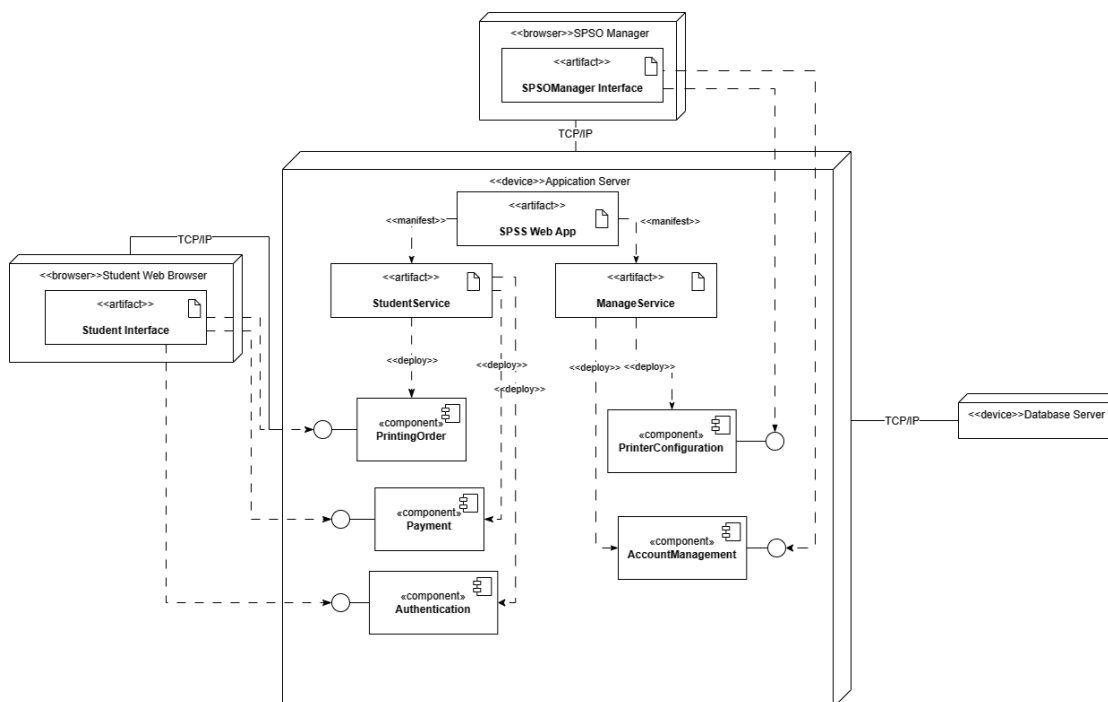 <<browser>>SPSO Manager
<<artifact>>
SPSOManager Interface
TCP/IP
<<device>>Appication Server
<<artifact>>
SPSS Web App
<<manifest>>
<<manifest>>
TCP/IP
<<browser>>Student Web Browser
<<artifact>>
Student Interface
<<artifact>>
StudentService
<<artifact>>
ManageService
<<deploy>>
<<deploy>>
<<deploy>>
<<deploy>>
<<deploy>>
«component»
PrintingOrder
«component»
PrinterConfiguration
TCP/IP
<<device>>Database Server
«component»
Payment
«component»
AccountManagement
«component»
Authentication